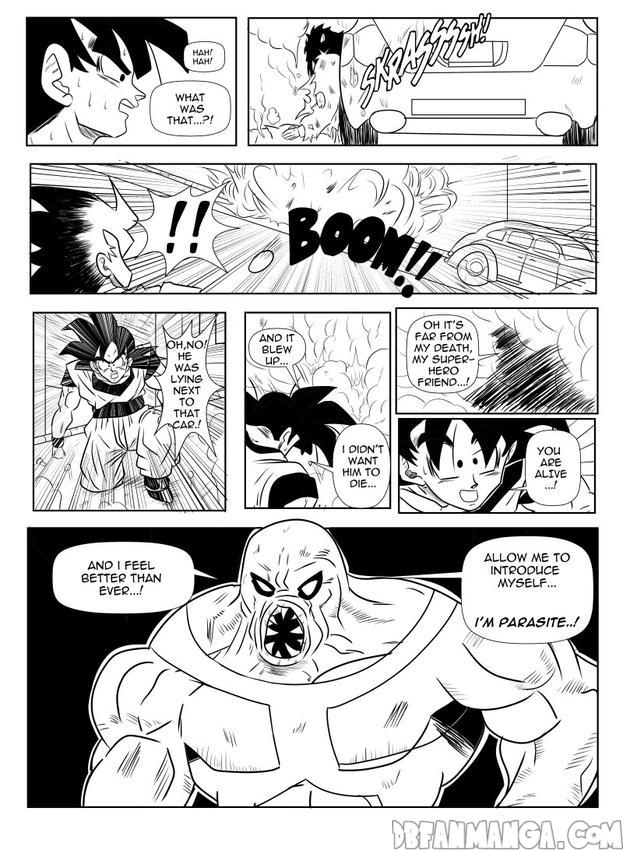 HAH!
HAH!
WHAT
WAS
THAT...?!
SKRASSSSSH!
!!
BOOM!!
OH,NO!
HE
WAS
LYING
NEXT
TO
THAT
CAR.!
AND IT
BLEW
UP...
I DIDN'T
WANT
HIM TO
DIE...
OH IT'S
FAR FROM
MY DEATH,
MY SUPER-
HERO
FRIEND...!
YOU
ARE
ALIVE
...!
AND I FEEL
BETTER THAN
EVER...!
ALLOW ME TO
INTRODUCE
MYSELF...
I'M PARASITE..!
DBFANMANGA.COM